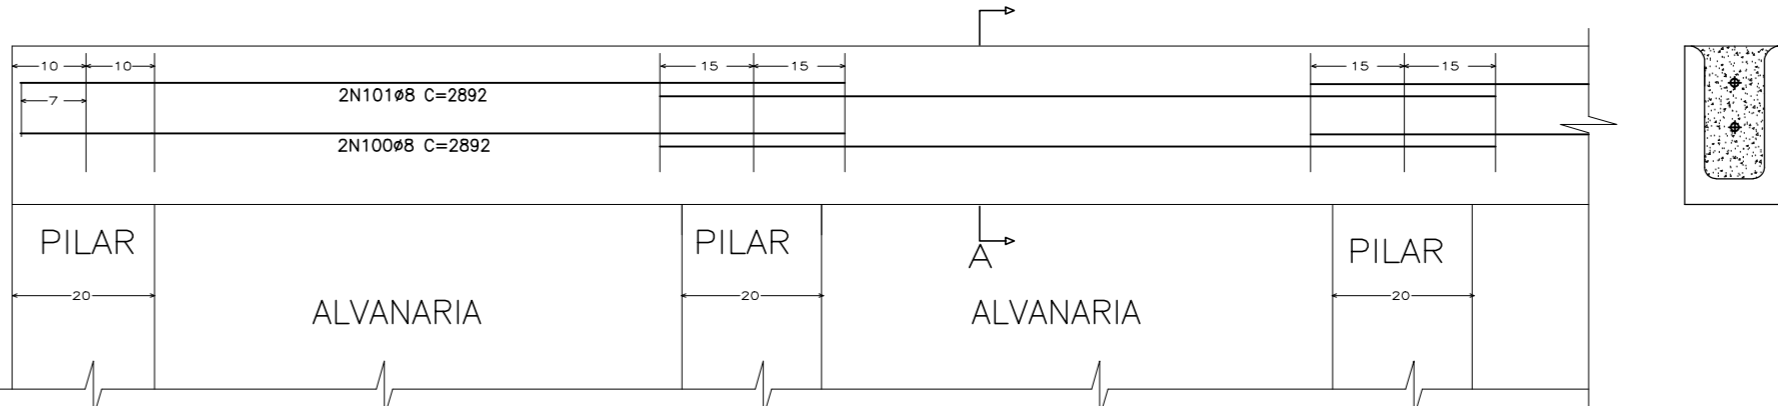 10 10 15 15 15 15
7
2N101ø8 C=2892
2N100ø8 C=2892
PILAR PILAR A PILAR
20 20 20
ALVANARIA ALVANARIA